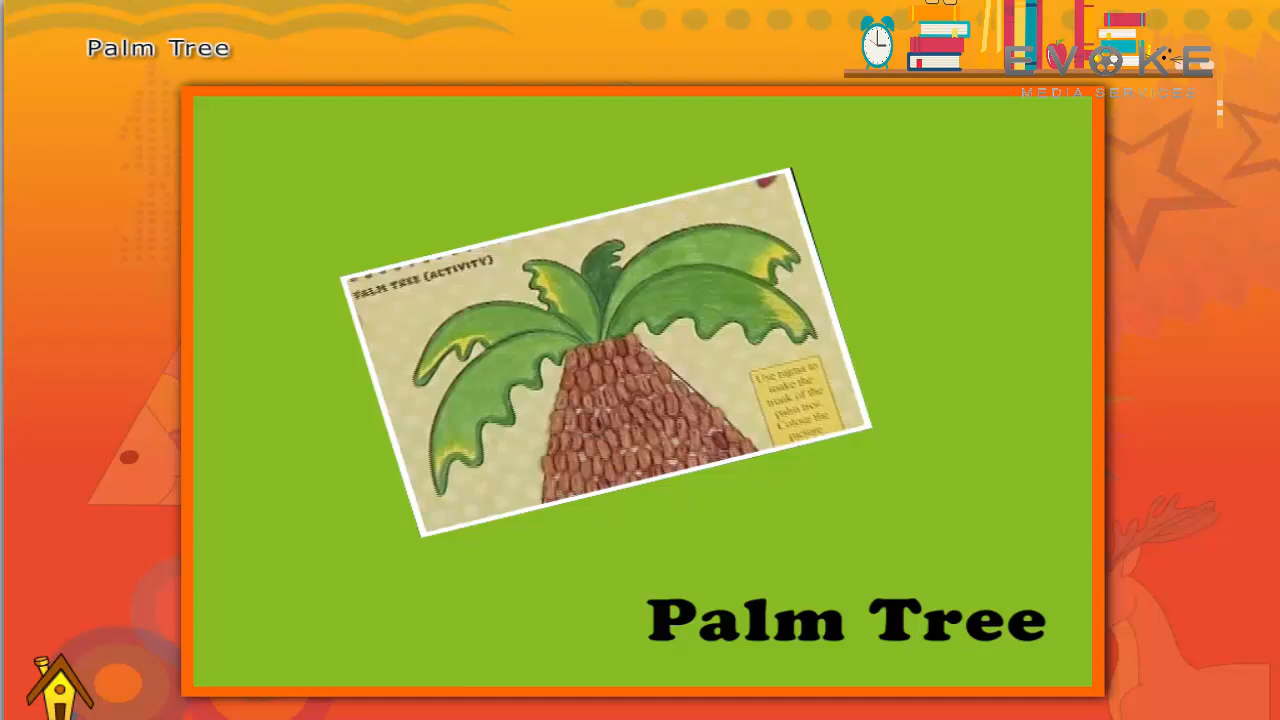 Palm Tree
EVOKE
MEDIA SERVICES
PALM TREE (ACTIVITY)
Use rajma to
make the
trunk of the
palm tree.
Colour the
picture
Palm Tree